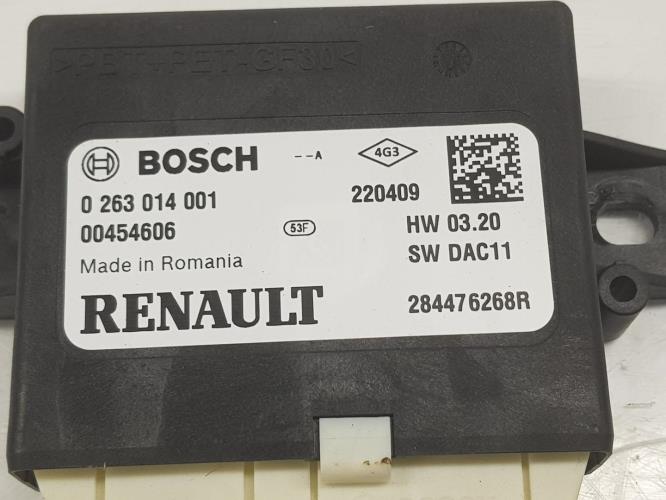 >PBT+PET-GF30<
BOSCH --A 4G3
0 263 014 001 220409
00454606 53F HW 03.20
Made in Romania SW DAC11
RENAULT 284476268R